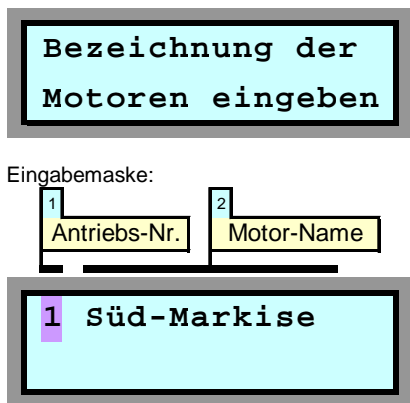 Bezeichnung der
Motoren eingeben
Eingabemaske:
1 2
Antriebs-Nr. Motor-Name
1 Süd-Markise